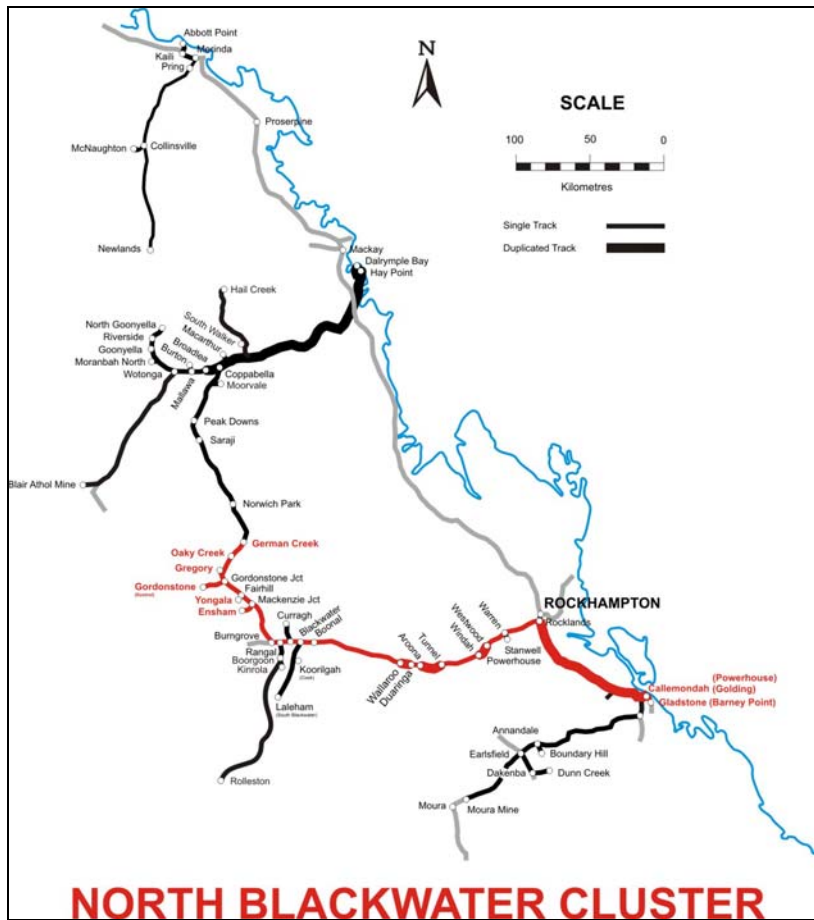 Abbott Point
Kaili
Merinda
Pring
N
SCALE
100 50 0
Kilometres
Single Track
Duplicated Track
Proserpine
McNaughton
Collinsville
Newlands
Mackay
Dalrymple Bay
Hay Point
Hail Creek
South Walker
Macarthur
North Goonyella
Riverside
Goonyella
Broadlea
Burton
Moranbah North
Wotonga
Mallawa
Coppabella
Moorvale
Peak Downs
Saraji
Blair Athol Mine
Norwich Park
German Creek
Oaky Creek
Gregory
Gordonstone
Gordonstone Jct
Fairhill
Yongala
Mackenzie Jct
Ensham
Curragh
Blackwater
Boonal
Burngrove
Rangal
Boorgoon
Kinrola
Koorilgah
(Cook)
Laleham
(South Blackwater)
Rolleston
Wallaroo
Duaringa
Aroona
Tunnel
Windah
Westwood
Warren
Stanwell
Powerhouse
ROCKHAMPTON
Rocklands
(Powerhouse)
Callemondah (Golding)
Gladstone (Barney Point)
Annandale
Earlsfield
Boundary Hill
Dakenba
Dunn Creek
Moura
Moura Mine
NORTH BLACKWATER CLUSTER